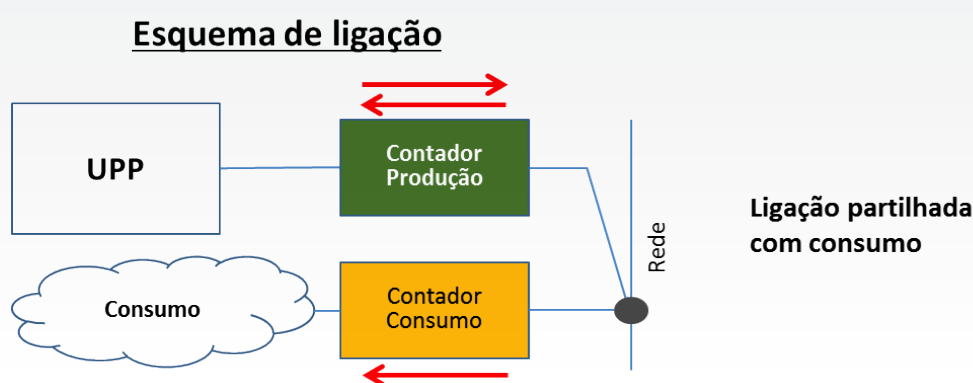 Esquema de ligação
UPP
Contador
Produção
Rede
Ligação partilhada
com consumo
Consumo
Contador
Consumo